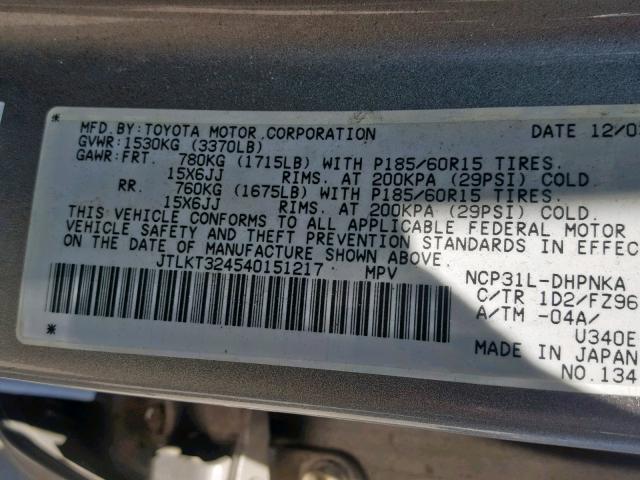 MFD.BY:TOYOTA MOTOR CORPORATION DATE 12/0
GVWR:1530KG (3370LB)
GAWR:FRT. 780KG (1715LB) WITH P185/60R15 TIRES.
15X6JJ RIMS. AT 200KPA (29PSI) COLD.
RR. 760KG (1675LB) WITH P185/60R15 TIRES.
15X6JJ RIMS. AT 200KPA (29PSI) COLD.
THIS VEHICLE CONFORMS TO ALL APPLICABLE FEDERAL MOTOR
VEHICLE SAFETY AND THEFT PREVENTION STANDARDS IN EFFEC
ON THE DATE OF MANUFACTURE SHOWN ABOVE.
JTLKT324540151217 MPV NCP31L-DHPNKA
C/TR 1D2/FZ96
A/TM -04A/
U340E
MADE IN JAPAN
NO.134